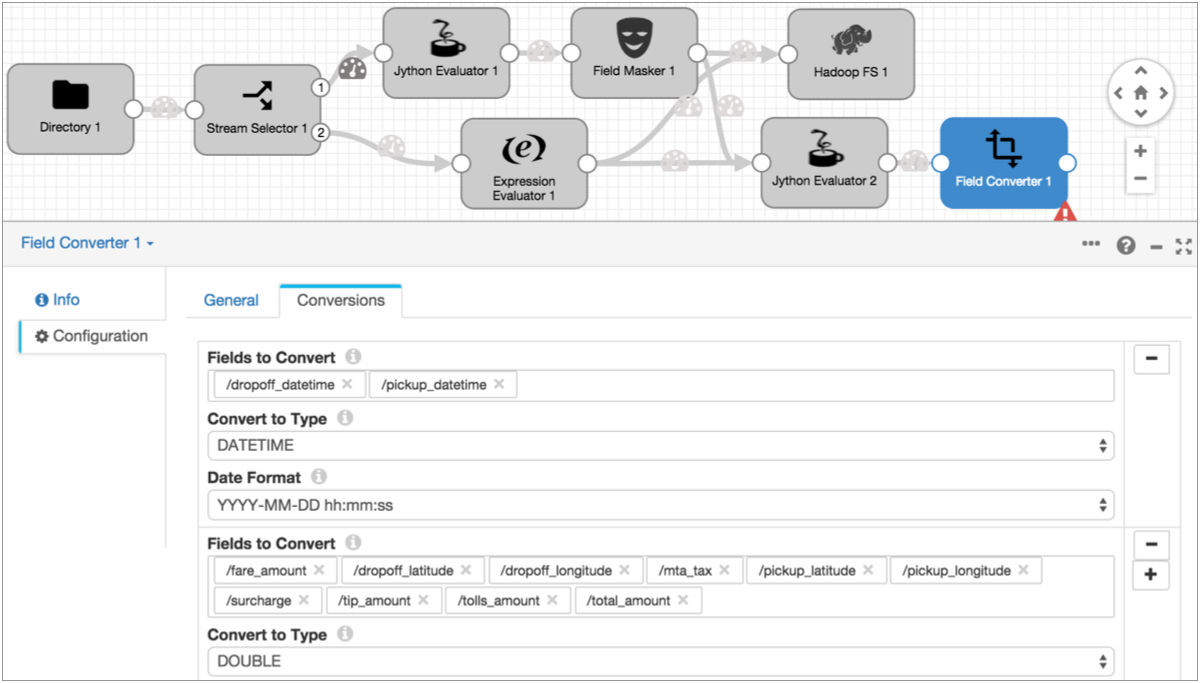 Directory 1
Stream Selector 1
1
2
Jython Evaluator 1
Field Masker 1
Hadoop FS 1
Expression
Evaluator 1
Jython Evaluator 2
Field Converter 1
Field Converter 1
Info
Configuration
General
Conversions
Fields to Convert
/dropoff_datetime
/pickup_datetime
Convert to Type
DATETIME
Date Format
YYYY-MM-DD hh:mm:ss
Fields to Convert
/fare_amount /dropoff_latitude /dropoff_longitude /mta_tax /pickup_latitude /pickup_longitude
/surcharge /tip_amount /tolls_amount /total_amount
Convert to Type
DOUBLE